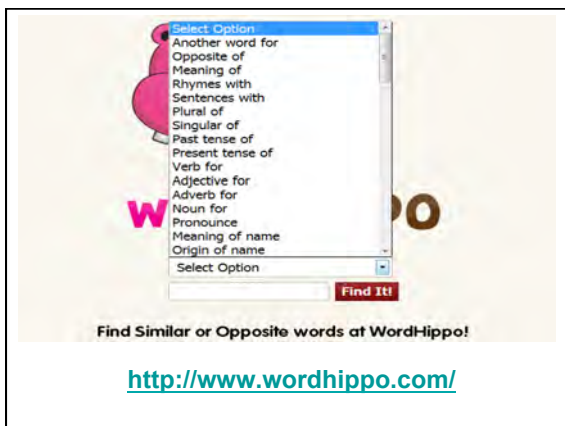 Select Option
Another word for
Opposite of
Meaning of
Rhymes with
Sentences with
Plural of
Singular of
Past tense of
Present tense of
Verb for
Adjective for
Adverb for
Noun for
Pronounce
Meaning of name
Origin of name
W PO
Select Option
Find It!
Find Similar or Opposite words at WordHippo!
http://www.wordhippo.com/